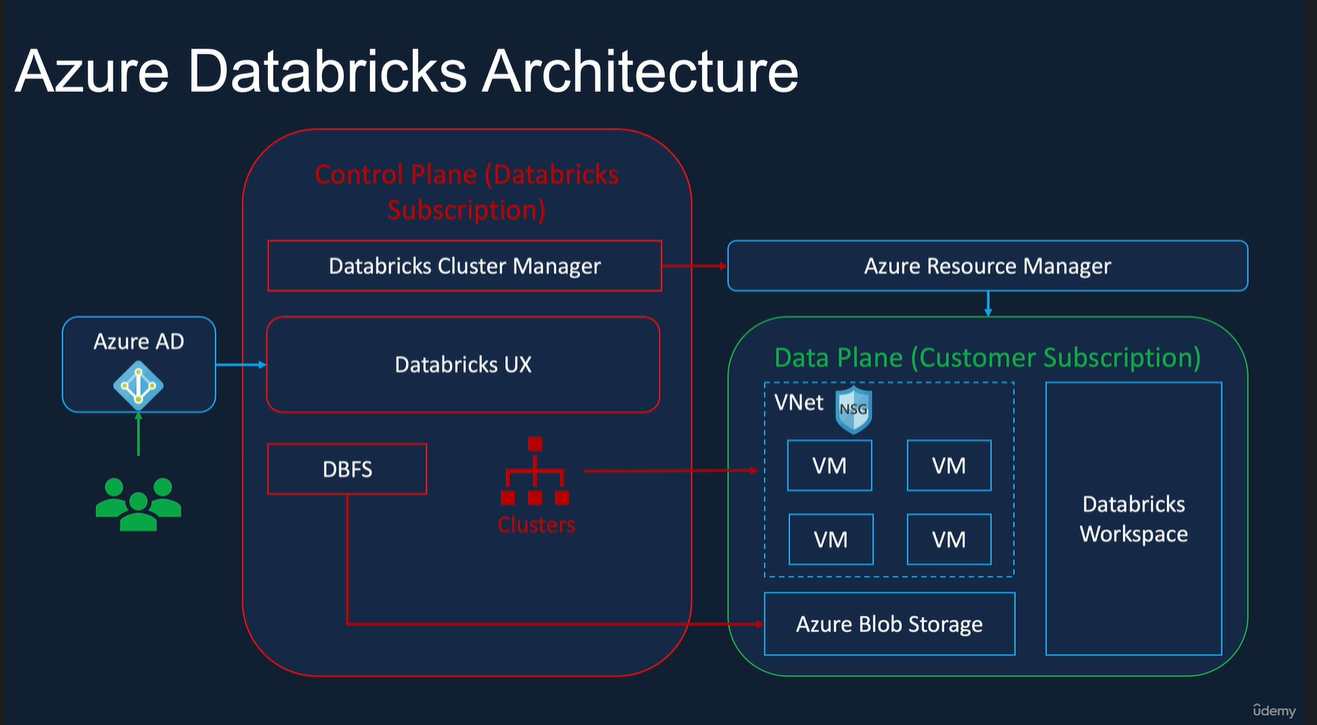 Azure Databricks Architecture
Control Plane (Databricks
Subscription)
Databricks Cluster Manager
Azure Resource Manager
Azure AD
Databricks UX
Data Plane (Customer Subscription)
VNet
NSG
DBFS
Clusters
VM
VM
VM
VM
Databricks
Workspace
Azure Blob Storage
ûdemy